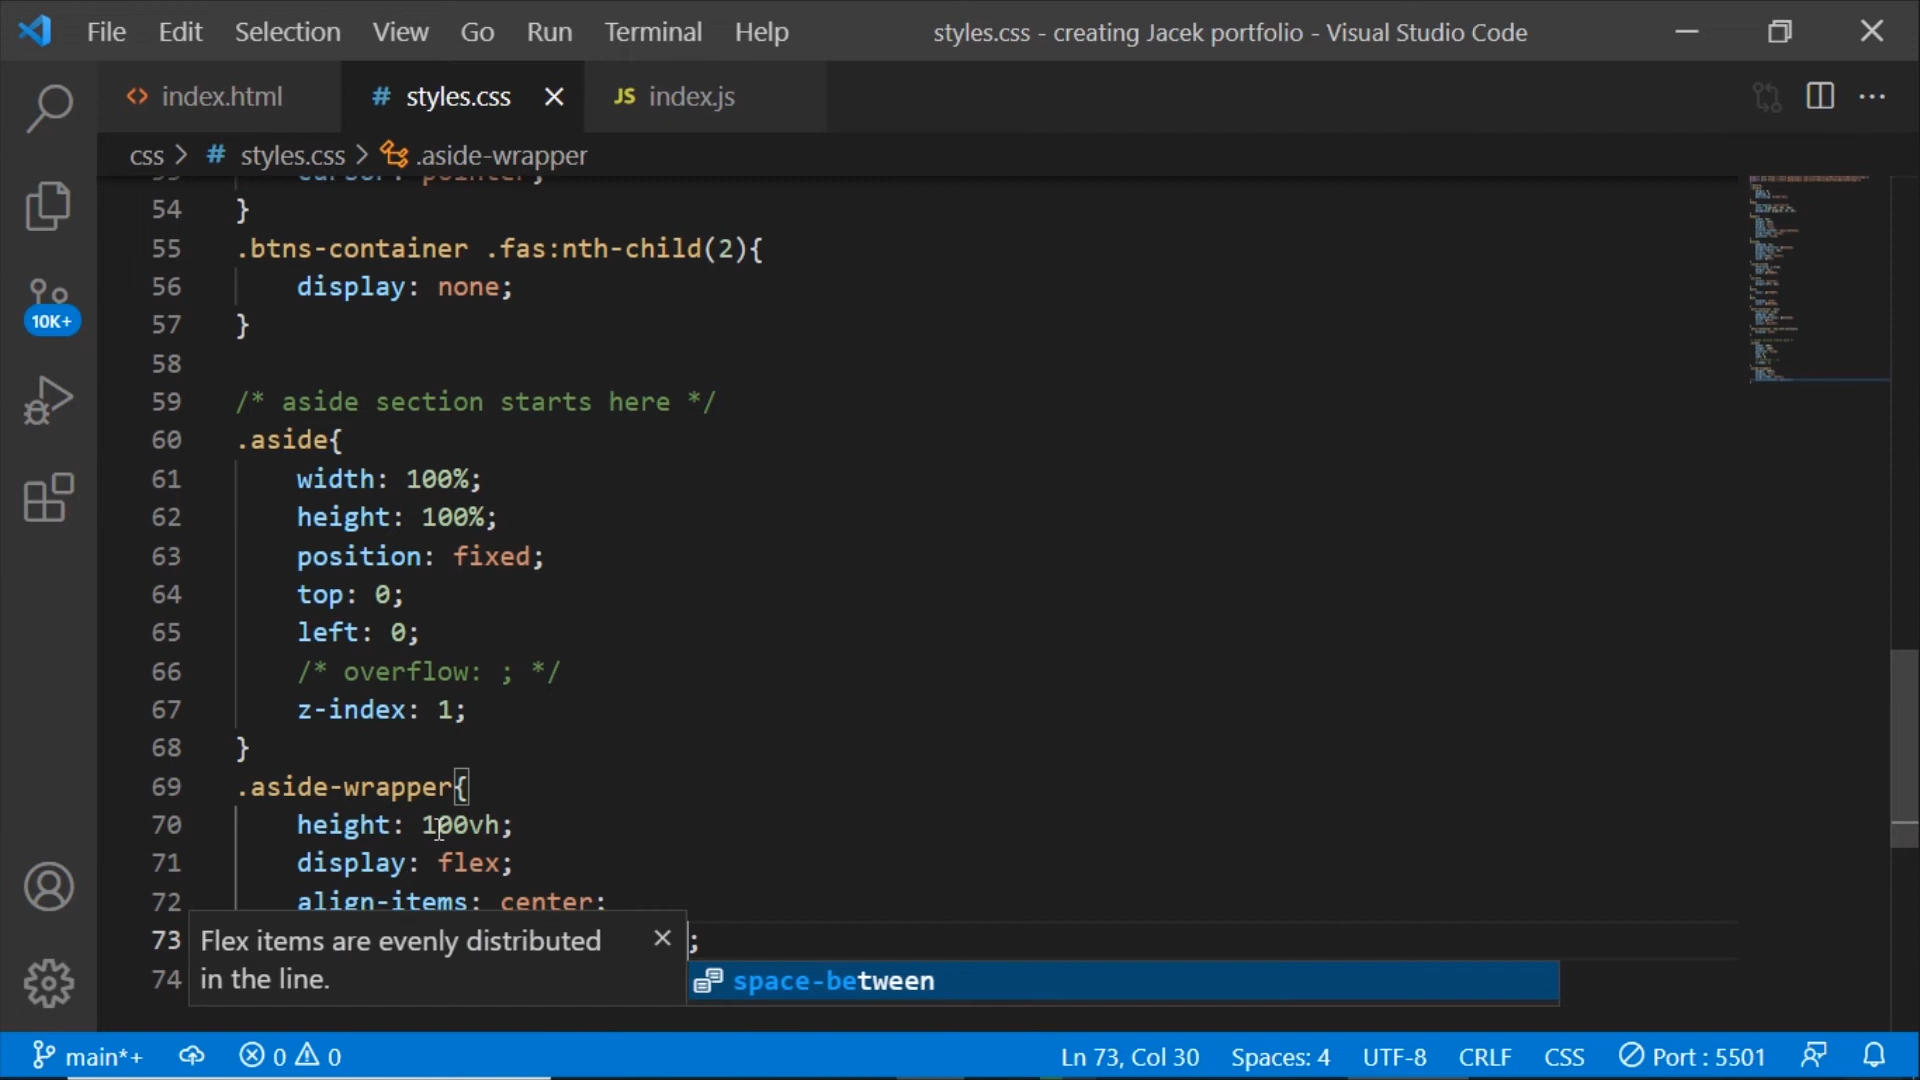 File Edit Selection View Go Run Terminal Help styles.css - creating Jacek portfolio - Visual Studio Code
index.html # styles.css JS index.js
css > # styles.css > .aside-wrapper
cursor: pointer;
54 }
55 .btns-container .fas:nth-child(2){
56 display: none;
57 }
58
59 /* aside section starts here */
60 .aside{
61 width: 100%;
62 height: 100%;
63 position: fixed;
64 top: 0;
65 left: 0;
66 /* overflow: ; */
67 z-index: 1;
68 }
69 .aside-wrapper{
70 height: 100vh;
71 display: flex;
72 align-items: center;
73 ;
74
Flex items are evenly distributed
in the line.
space-between
10K+
main*+ 0 0 Ln 73, Col 30 Spaces: 4 UTF-8 CRLF CSS Port : 5501